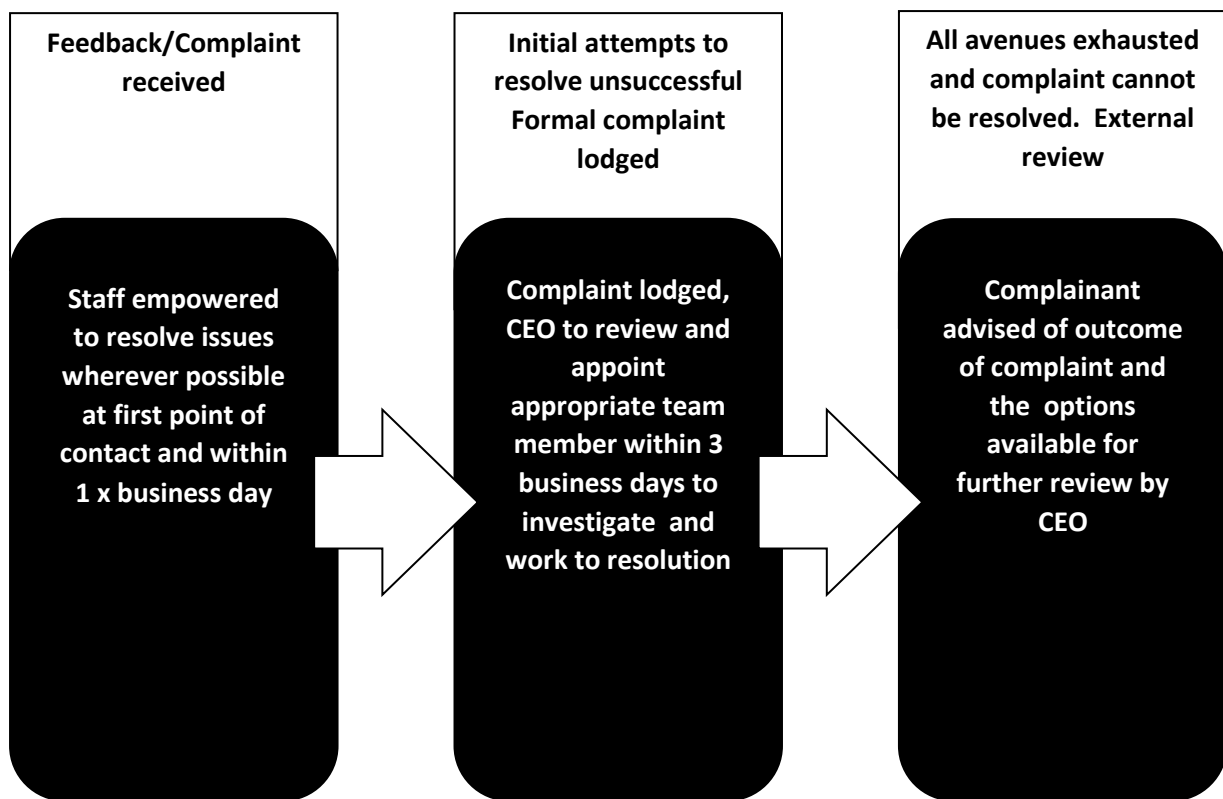 Feedback/Complaint
received
Staff empowered
to resolve issues
wherever possible
at first point of
contact and within
1 x business day
Initial attempts to
resolve unsuccessful
Formal complaint
lodged
Complaint lodged,
CEO to review and
appoint
appropriate team
member within 3
business days to
investigate and
work to resolution
All avenues exhausted
and complaint cannot
be resolved. External
review
Complainant
advised of outcome
of complaint and
the options
available for
further review by
CEO